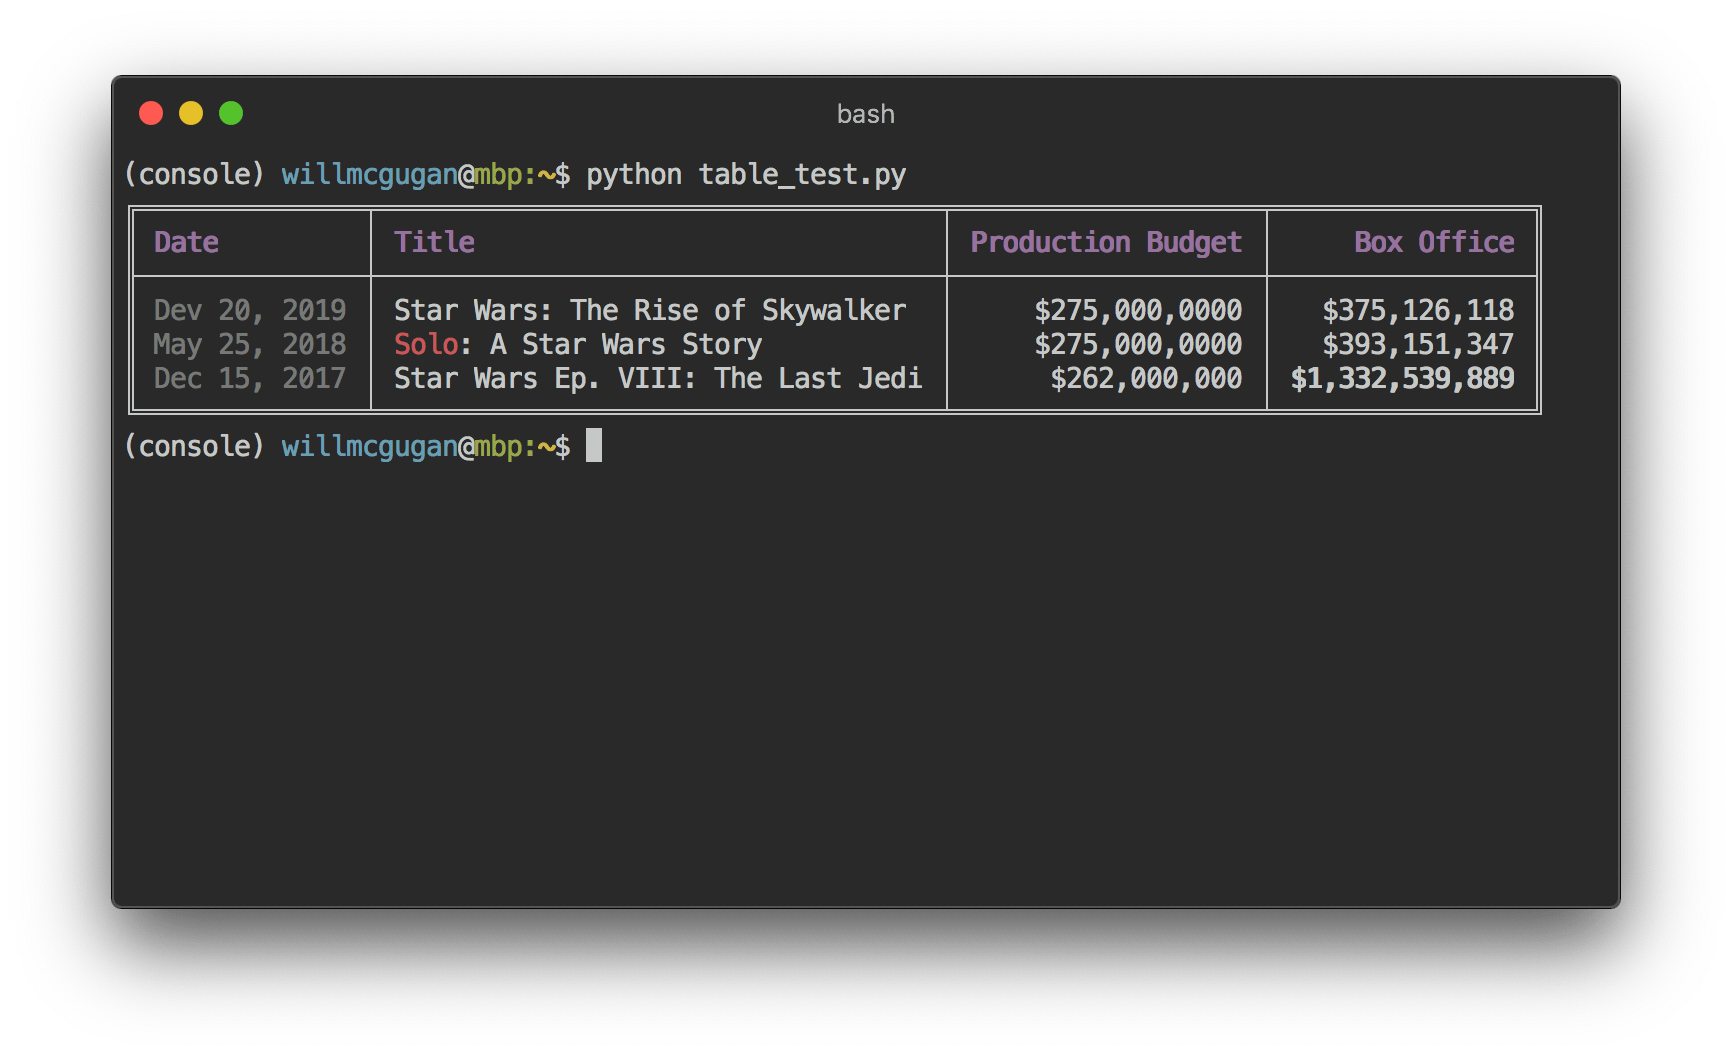 bash
(console) willmcgugan@mbp:~$ python table_test.py
Date Title Production Budget Box Office
Dev 20, 2019 Star Wars: The Rise of Skywalker $275,000,0000 $375,126,118
May 25, 2018 Solo: A Star Wars Story $275,000,0000 $393,151,347
Dec 15, 2017 Star Wars Ep. VIII: The Last Jedi $262,000,000 $1,332,539,889
(console) willmcgugan@mbp:~$